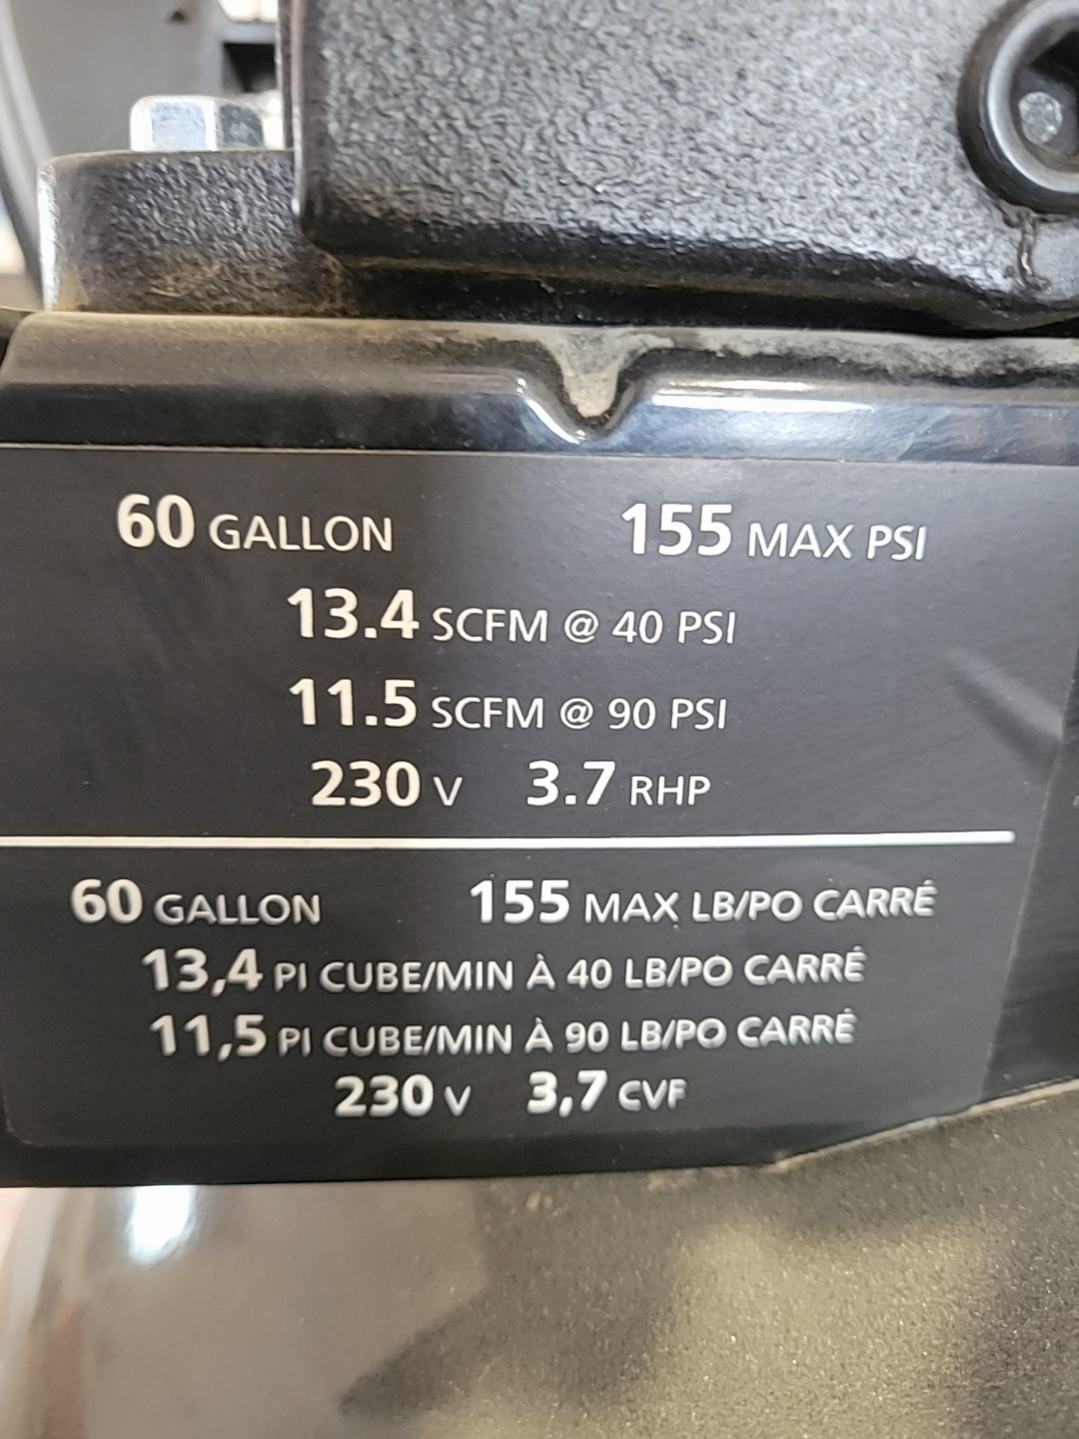 60 GALLON 155 MAX PSI
13.4 SCFM @ 40 PSI
11.5 SCFM @ 90 PSI
230 V 3.7 RHP
60 GALLON 155 MAX LB/PO CARRÉ
13,4 PI CUBE/MIN À 40 LB/PO CARRÉ
11,5 PI CUBE/MIN À 90 LB/PO CARRÉ
230 V 3,7 CVF